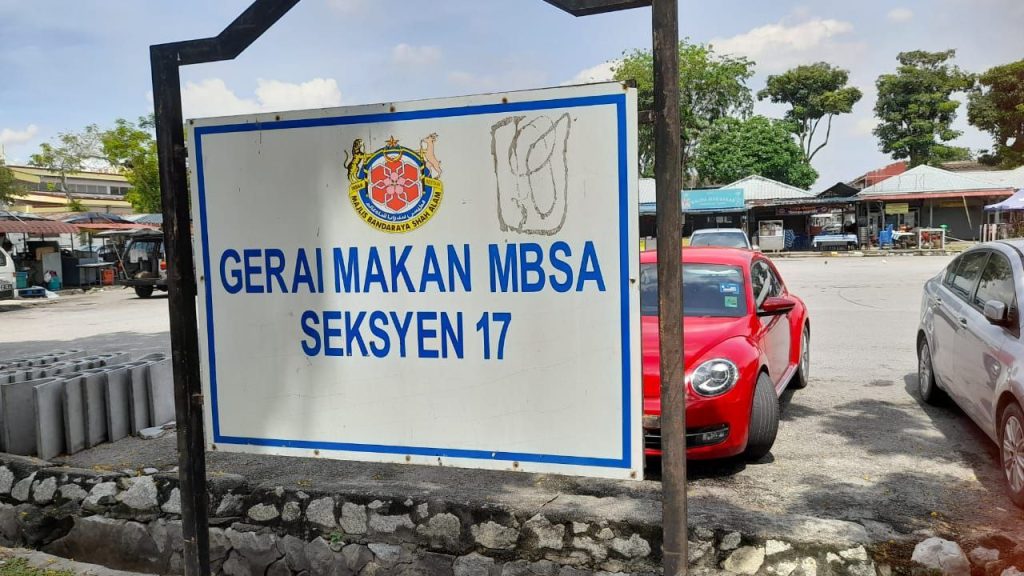 MAJLIS BANDARAYA SHAH ALAM
GERAI MAKAN MBSA
SEKSYEN 17